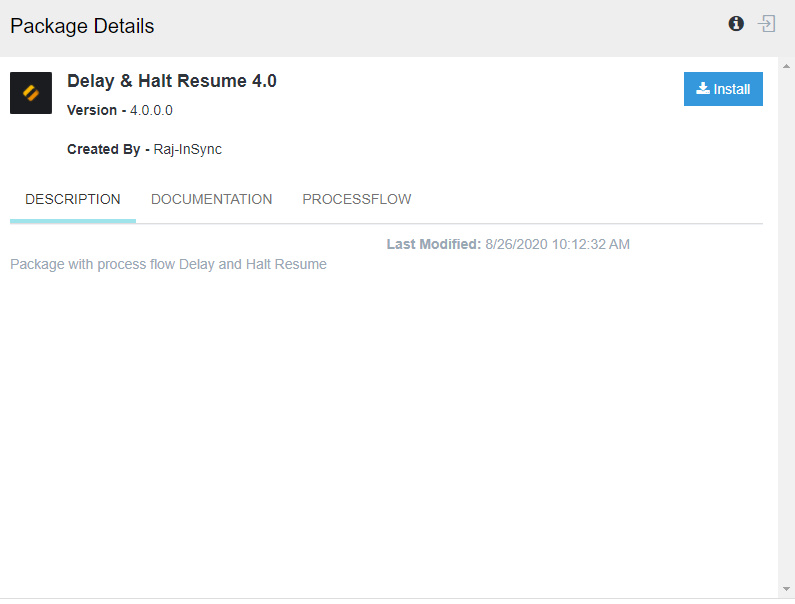 Package Details
Delay & Halt Resume 4.0
Install
Version - 4.0.0.0
Created By - Raj-InSync
DESCRIPTION DOCUMENTATION PROCESSFLOW
Last Modified: 8/26/2020 10:12:32 AM
Package with process flow Delay and Halt Resume